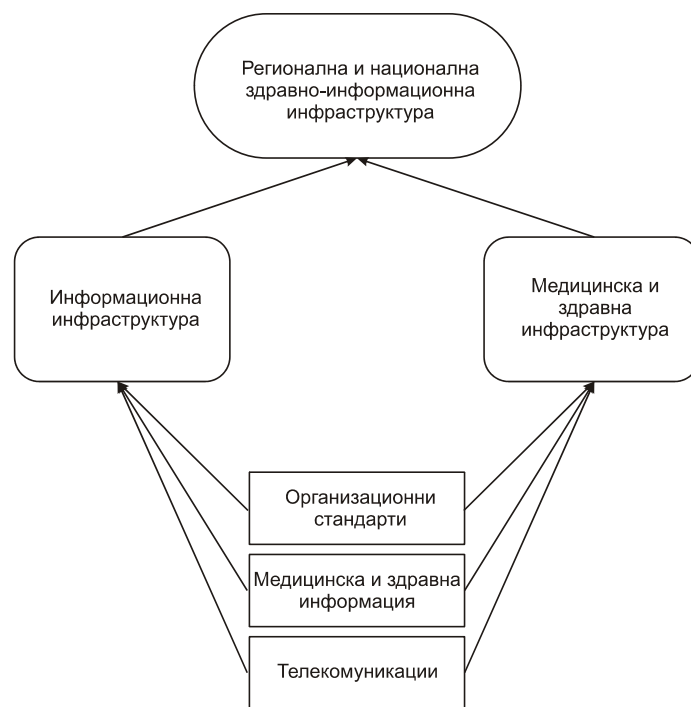 Регионална и национална
здравно-информационна
инфраструктура
Информационна
инфраструктура
Медицинска и
здравна
инфраструктура
Организационни
стандарти
Медицинска и здравна
информация
Телекомуникации